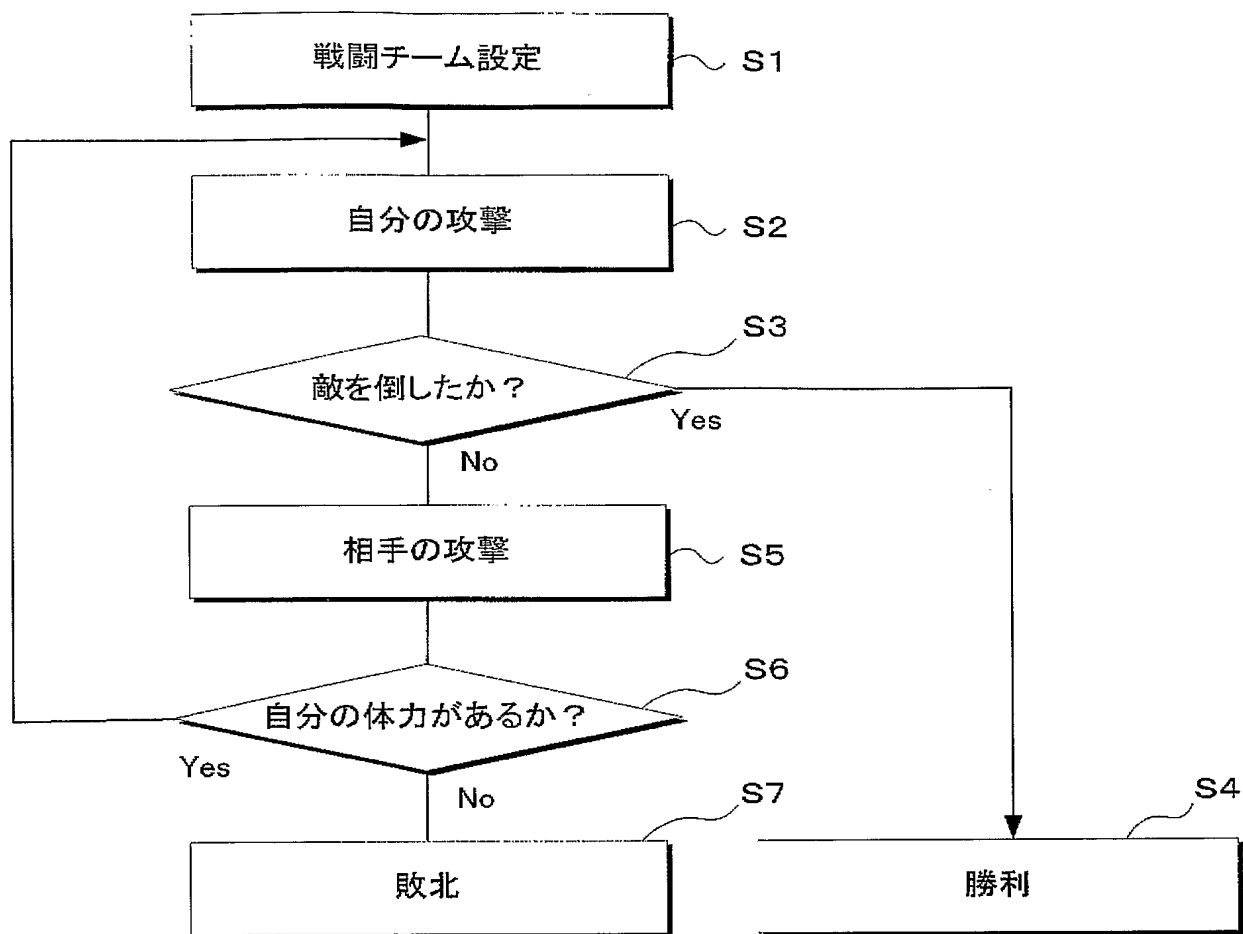 戦闘チーム設定
S1
自分の攻撃
S2
S3
敵を倒したか？
Yes
No
相手の攻撃
S5
S6
自分の体力があるか？
Yes
No
S7
S4
敗北
勝利